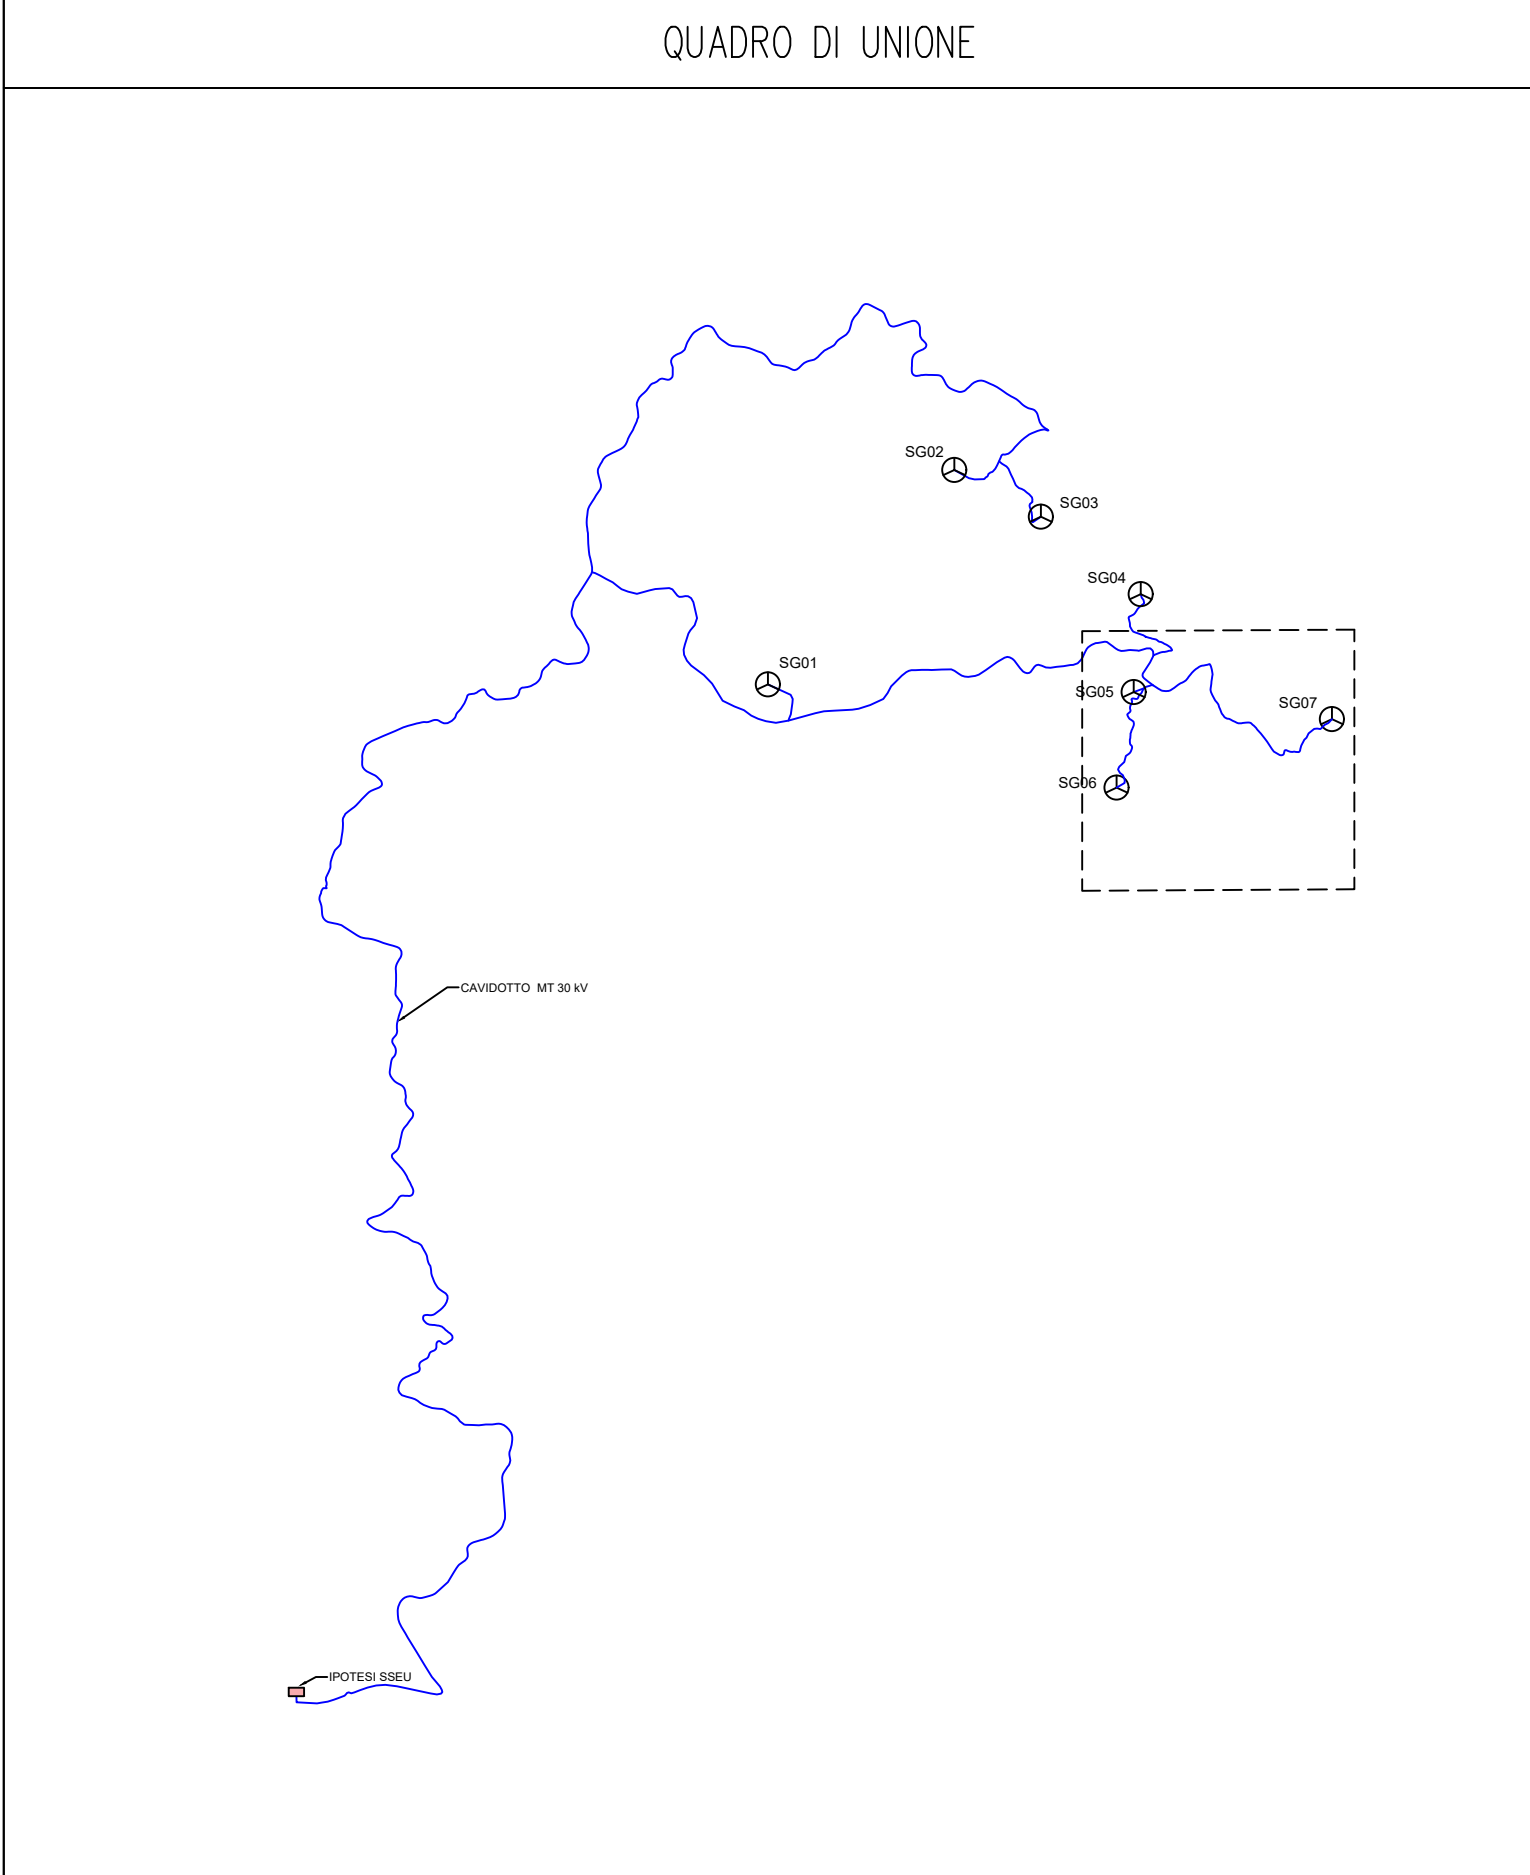 QUADRO DI UNIONE
SG02
SG03
SG04
SG01
SG05
SG07
SG06
CAVIDOTTO MT 30 kV
IPOTESI SSEU